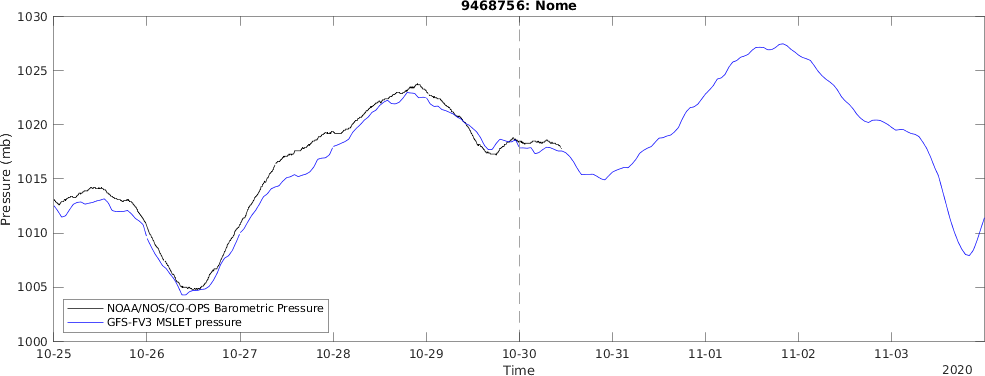 9468756: Nome
Pressure (mb)
1030
1025
1020
1015
1010
1005
1000
NOAA/NOS/CO-OPS Barometric Pressure
GFS-FV3 MSLET pressure
10-25 10-26 10-27 10-28 10-29 10-30 10-31 11-01 11-02 11-03
Time
2020